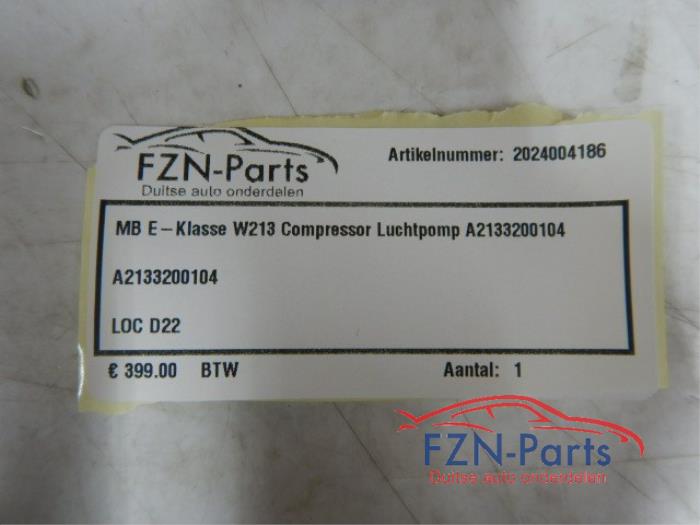 FZN-Parts
Duitse auto onderdelen
Artikelnummer: 2024004186
MB E-Klasse W213 Compressor Luchtpomp A2133200104
A2133200104
LOC D22
€ 399.00 BTW
Aantal: 1
FZN-Parts
Duitse auto onderdelen